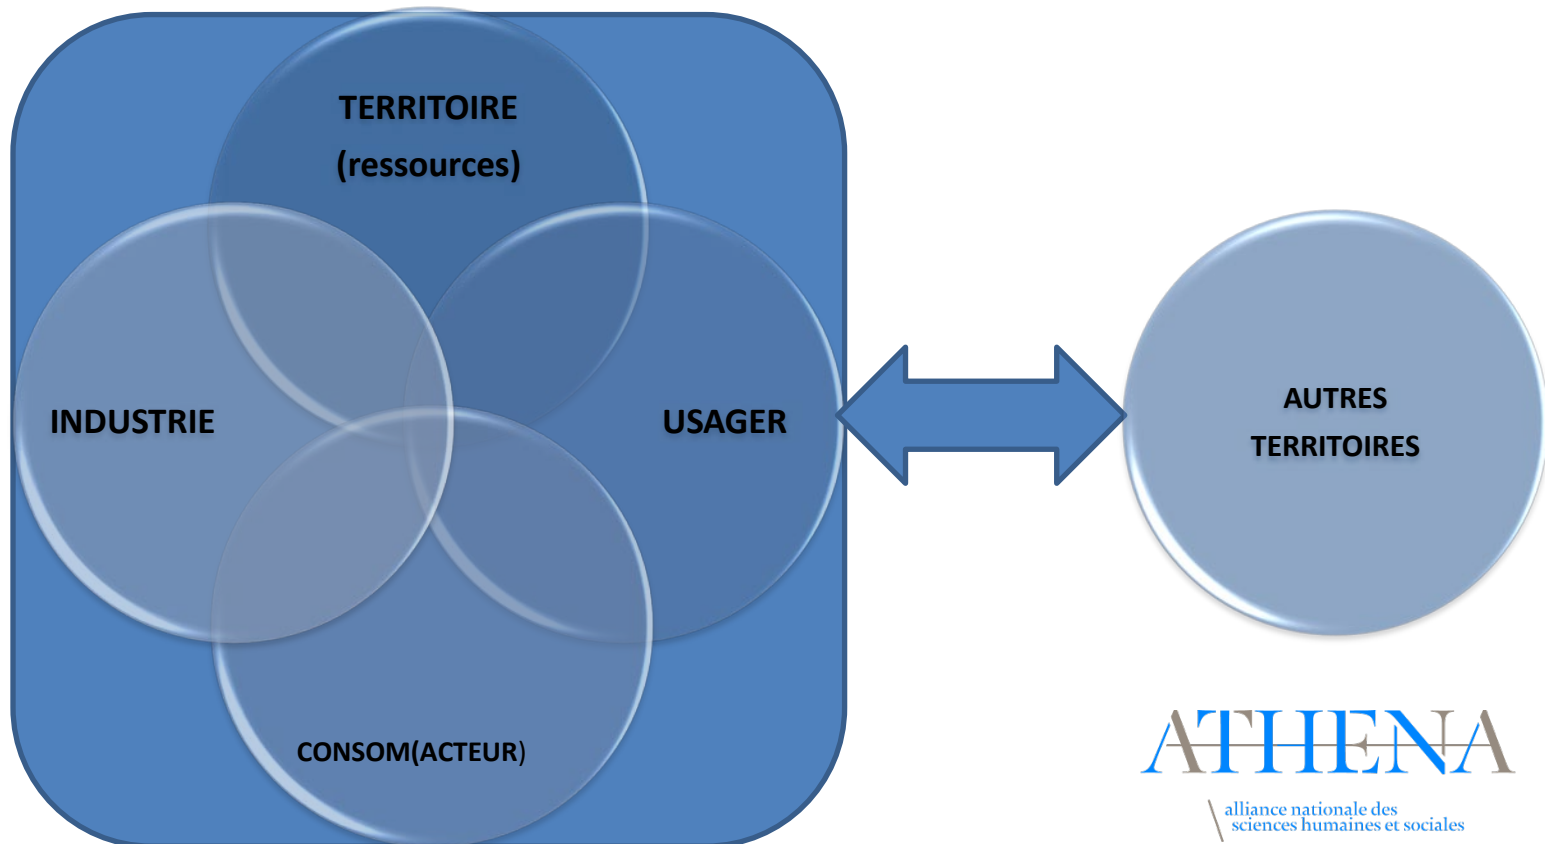 TERRITOIRE
(ressources)
INDUSTRIE
USAGER
CONSOM(ACTEUR)
AUTRES
TERRITOIRES
ATHENA
alliance nationale des
sciences humaines et sociales